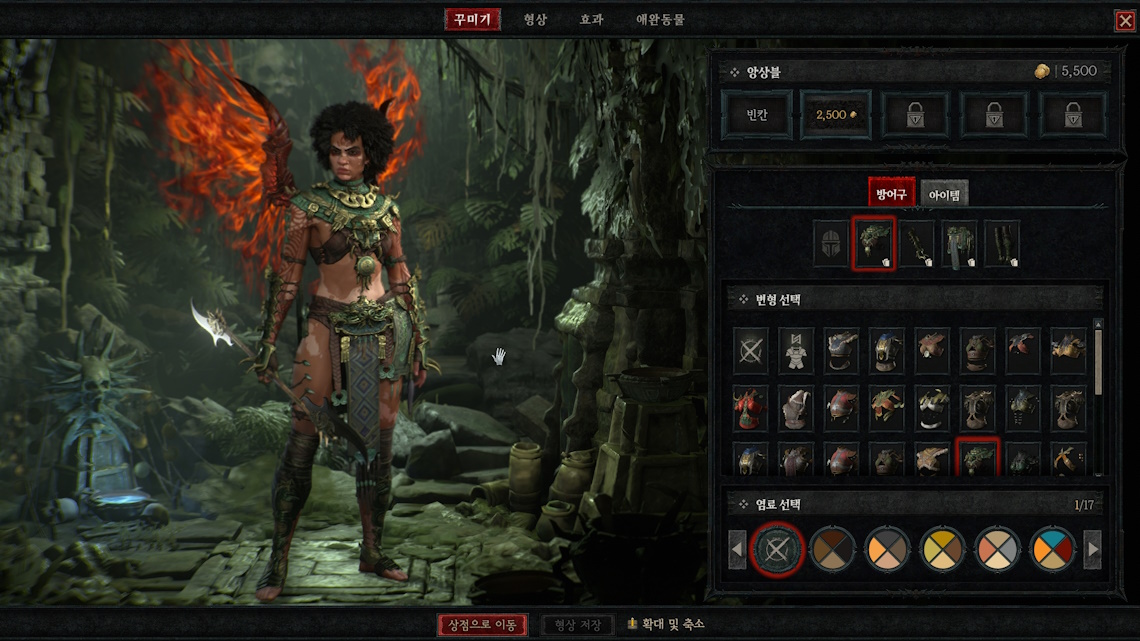 꾸미기 형상 효과 애완동물
앙상블 5,500
빈칸 2,500
방어구 아이템
변형 선택
염료 선택 1/17
상점으로 이동 형상 저장 확대 및 축소